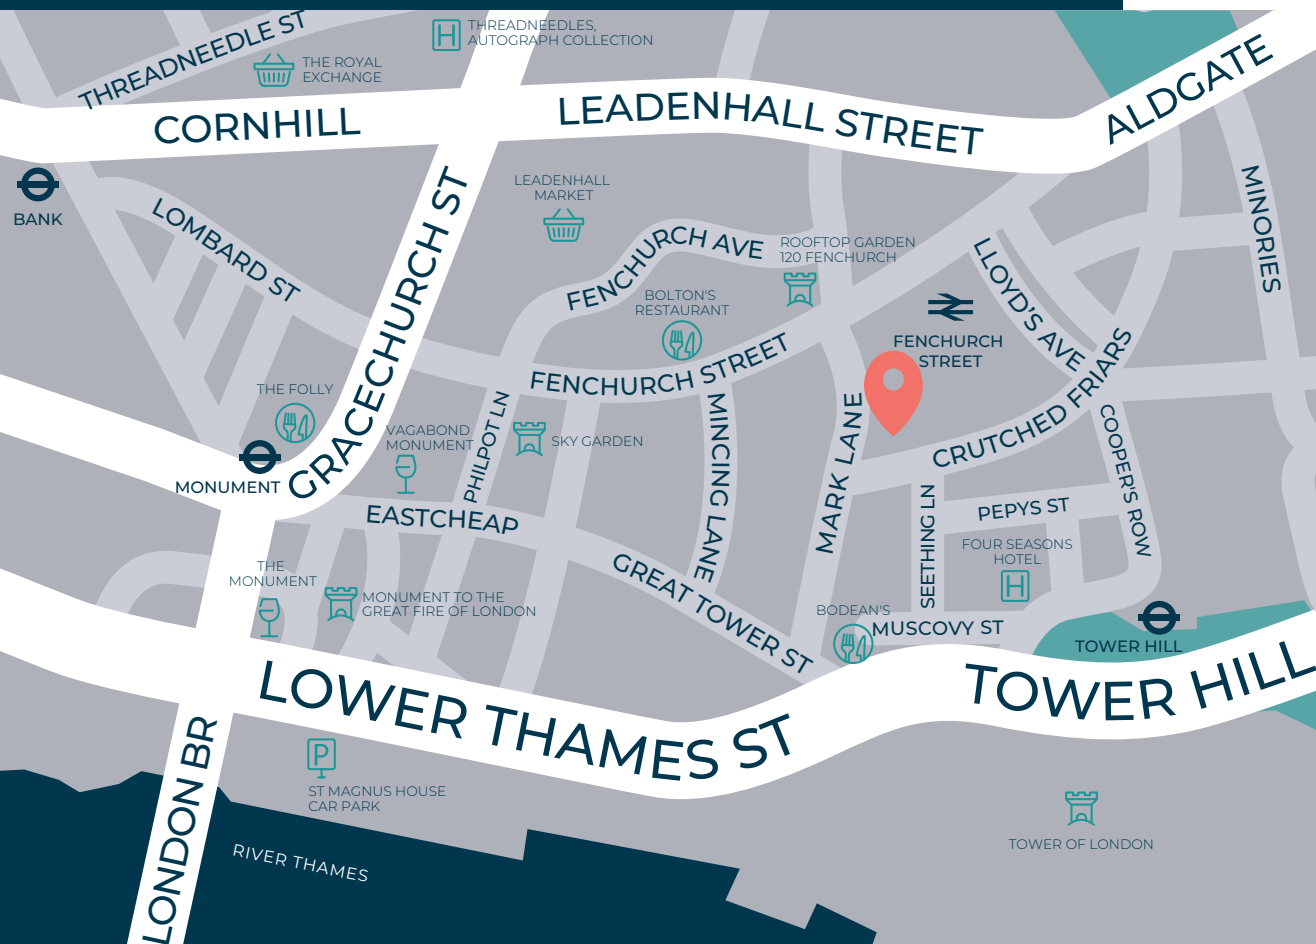 THREADNEEDLE ST
THREADNEEDLES,
AUTOGRAPH COLLECTION
THE ROYAL
EXCHANGE
CORNHILL
LEADENHALL STREET
ALDGATE
BANK
LOMBARD ST
GRACECHURCH ST
LEADENHALL
MARKET
FENCHURCH AVE
ROOFTOP GARDEN
120 FENCHURCH
MINORIES
LLOYD'S AVE
BOLTON'S
RESTAURANT
FENCHURCH
STREET
FENCHURCH STREET
CRUTCHED FRIARS
THE FOLLY
VAGABOND
MONUMENT
PHILPOT LN
SKY GARDEN
MINCING LANE
MARK LANE
COOPER'S ROW
MONUMENT
EASTCHEAP
SEETHING LN
PEPYS ST
FOUR SEASONS
HOTEL
THE
MONUMENT
MONUMENT TO THE
GREAT FIRE OF LONDON
GREAT TOWER ST
BODEAN'S
MUSCOVY ST
TOWER HILL
LOWER THAMES ST
TOWER HILL
LONDON BR
P
ST MAGNUS HOUSE
CAR PARK
RIVER THAMES
TOWER OF LONDON
H
H